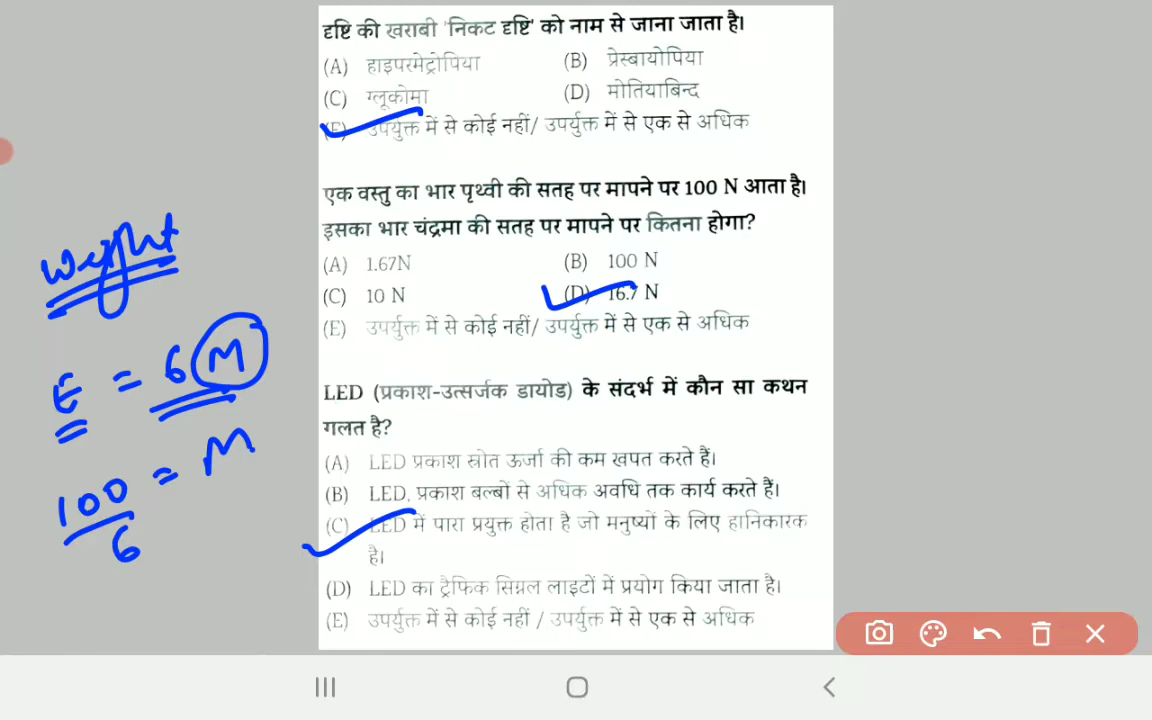 दृष्टि की खराबी 'निकट दृष्टि' को नाम से जाना जाता है।
(A) हाइपरमेट्रोपिया (B) प्रेस्बायोपिया
(C) ग्लूकोमा (D) मोतियाबिन्द
(E) उपर्युक्त में से कोई नहीं/ उपर्युक्त में से एक से अधिक
एक वस्तु का भार पृथ्वी की सतह पर मापने पर 100 N आता है।
इसका भार चंद्रमा की सतह पर मापने पर कितना होगा?
(A) 1.67N (B) 100 N
(C) 10 N (D) 16.7 N
(E) उपर्युक्त में से कोई नहीं/ उपर्युक्त में से एक से अधिक
LED (प्रकाश-उत्सर्जक डायोड) के संदर्भ में कौन सा कथन
गलत है?
(A) LED प्रकाश स्रोत ऊर्जा की कम खपत करते हैं।
(B) LED, प्रकाश बल्बों से अधिक अवधि तक कार्य करते हैं।
(C) LED में पारा प्रयुक्त होता है जो मनुष्यों के लिए हानिकारक
है।
(D) LED का ट्रैफिक सिग्नल लाइटों में प्रयोग किया जाता है।
(E) उपर्युक्त में से कोई नहीं / उपर्युक्त में से एक से अधिक
Weight
E = 6 M
100/6 = M